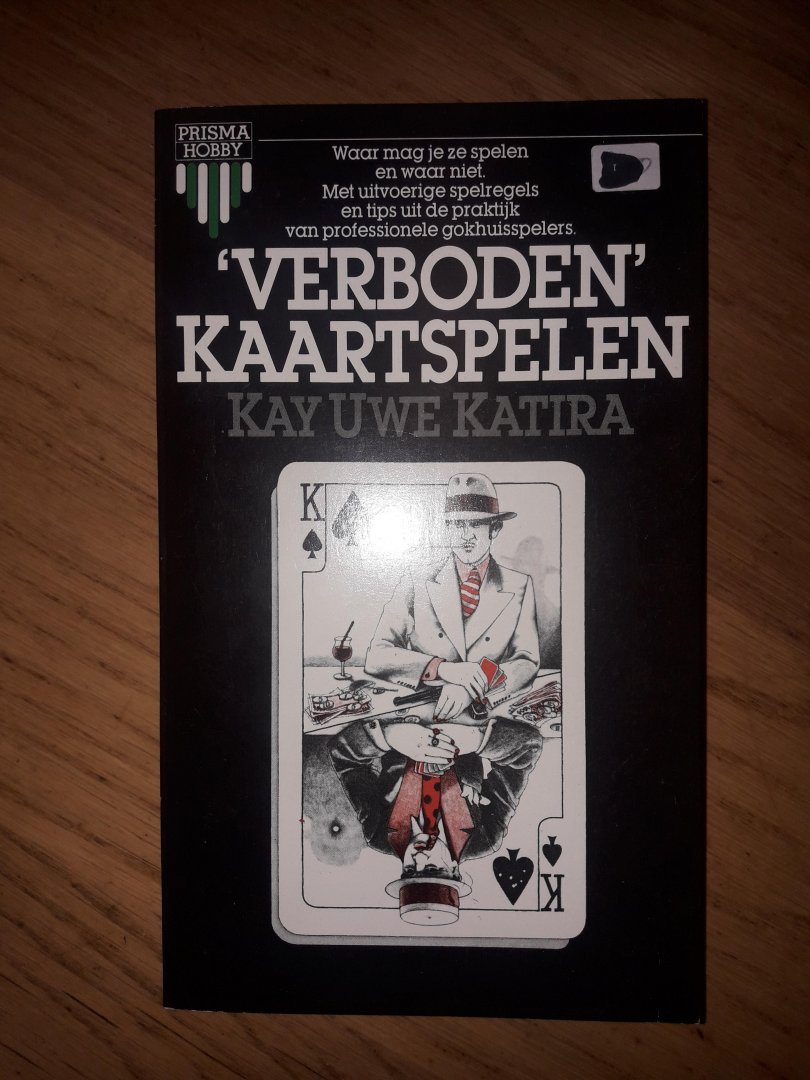 PRISMA
HOBBY
Waar mag je ze spelen
en waar niet.
Met uitvoerige spelregels
en tips uit de praktijk
van professionele gokhuisspelers.
‘VERBODEN’
KAARTSPELEN
KAY UWE KATIRA
K
K